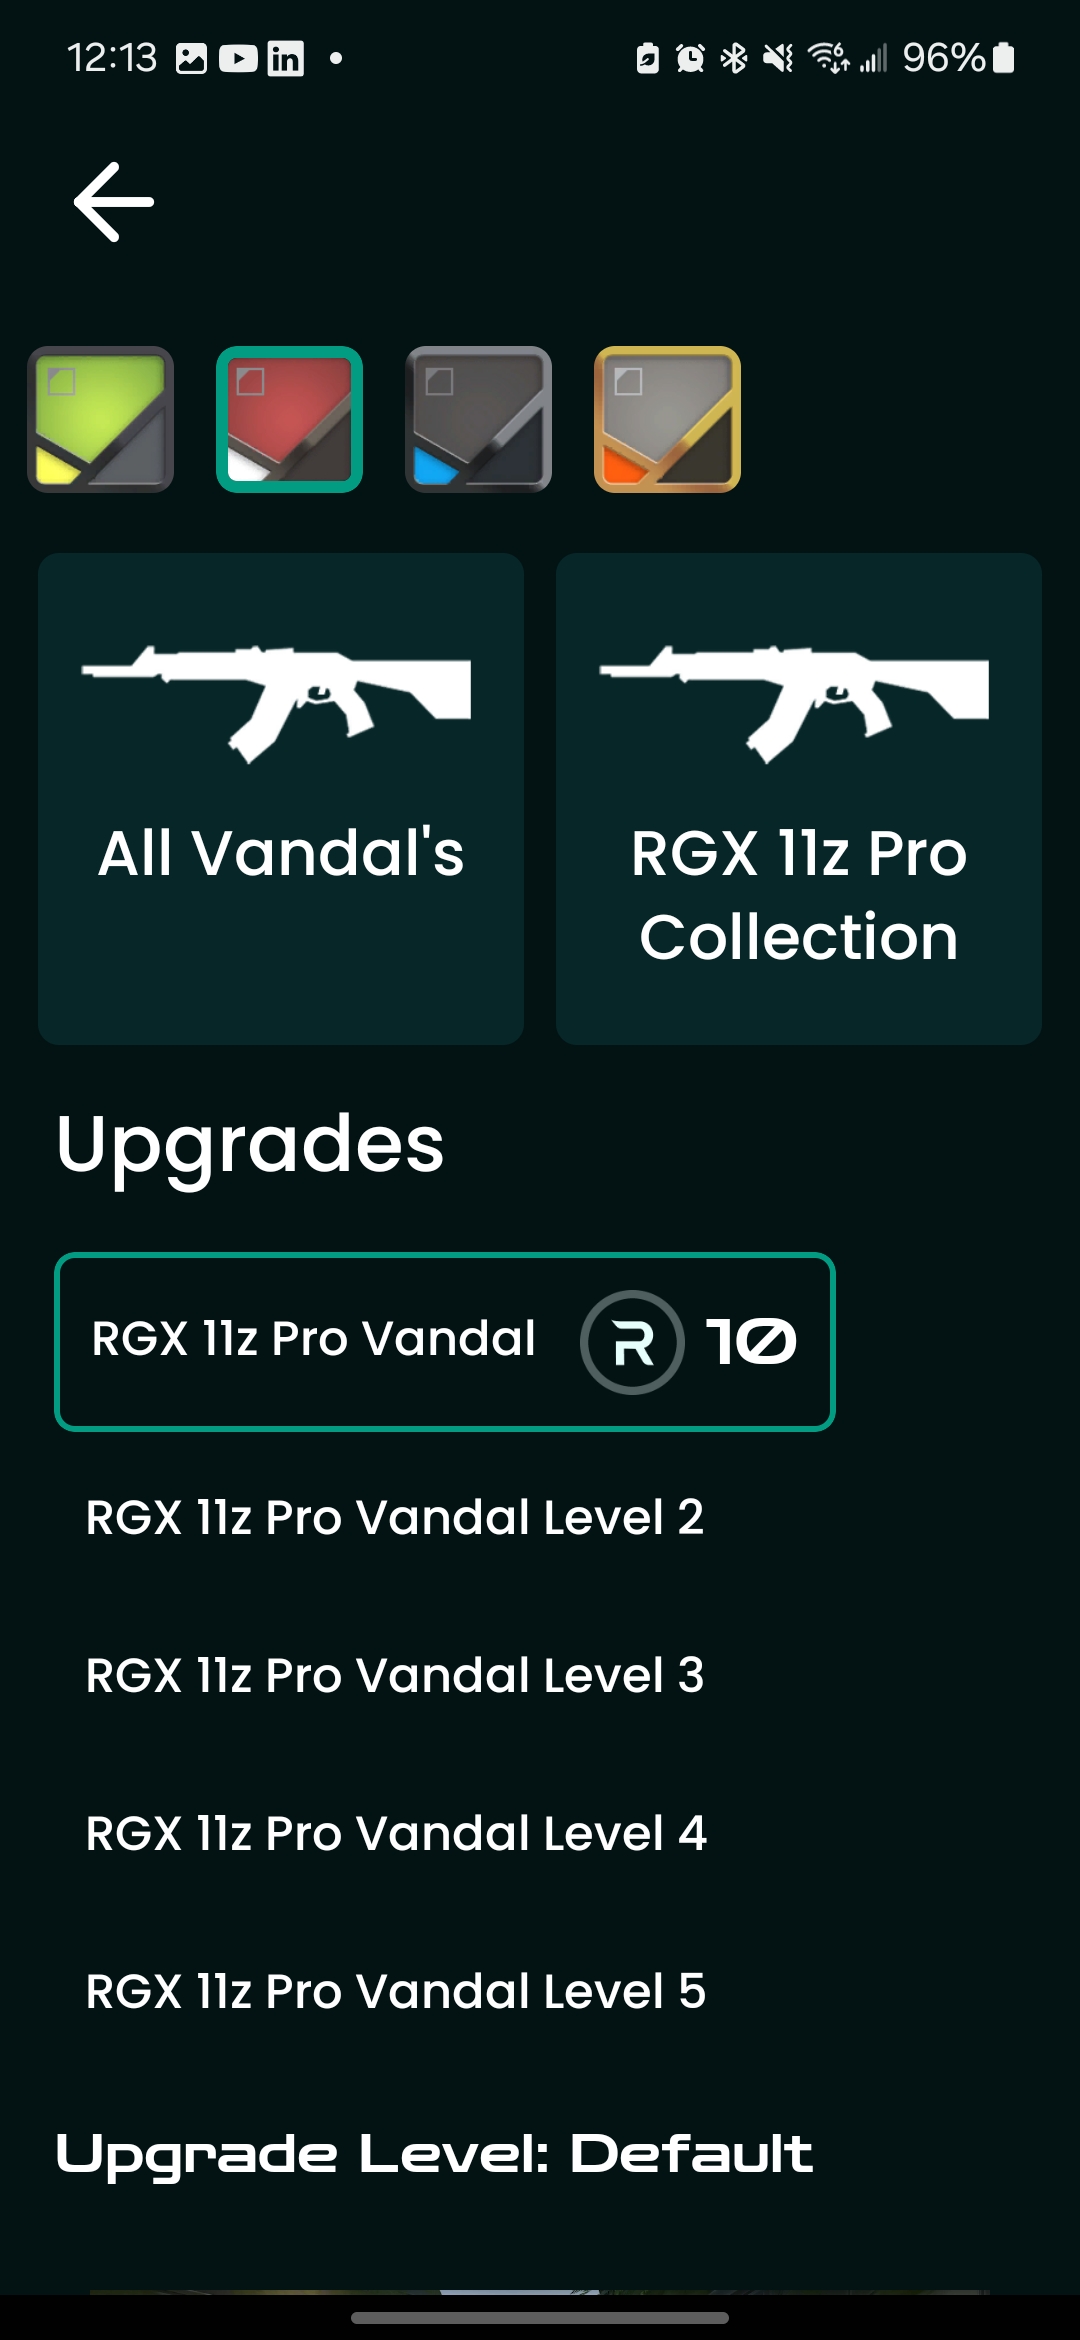 12:13
96%
All Vandal's
RGX 11z Pro
Collection
Upgrades
RGX 11z Pro Vandal
R 10
RGX 11z Pro Vandal Level 2
RGX 11z Pro Vandal Level 3
RGX 11z Pro Vandal Level 4
RGX 11z Pro Vandal Level 5
Upgrade Level: Default